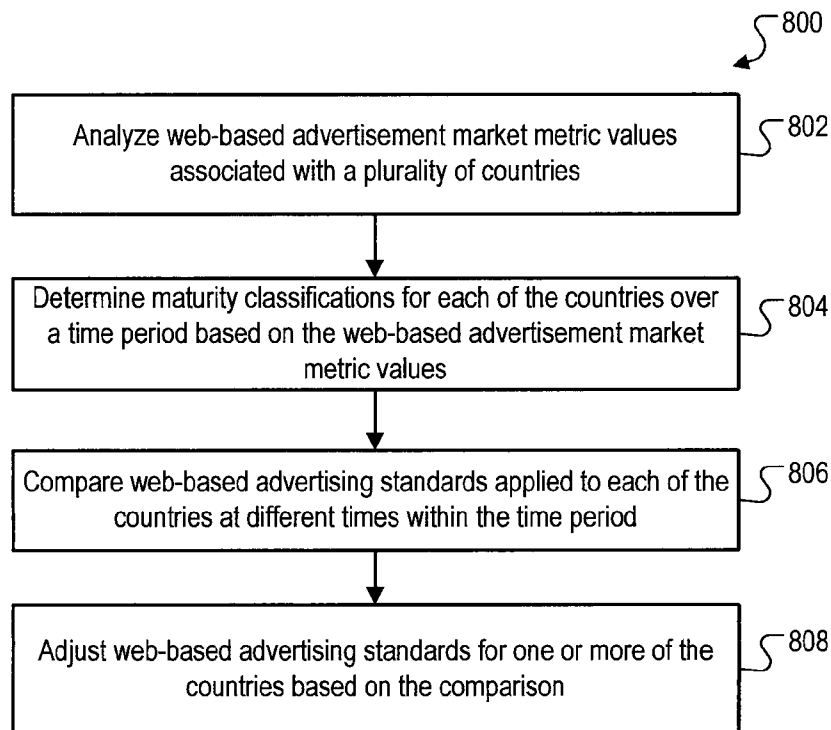 800
Analyze web-based advertisement market metric values
associated with a plurality of countries
802
Determine maturity classifications for each of the countries over
a time period based on the web-based advertisement market
metric values
804
Compare web-based advertising standards applied to each of the
countries at different times within the time period
806
Adjust web-based advertising standards for one or more of the
countries based on the comparison
808